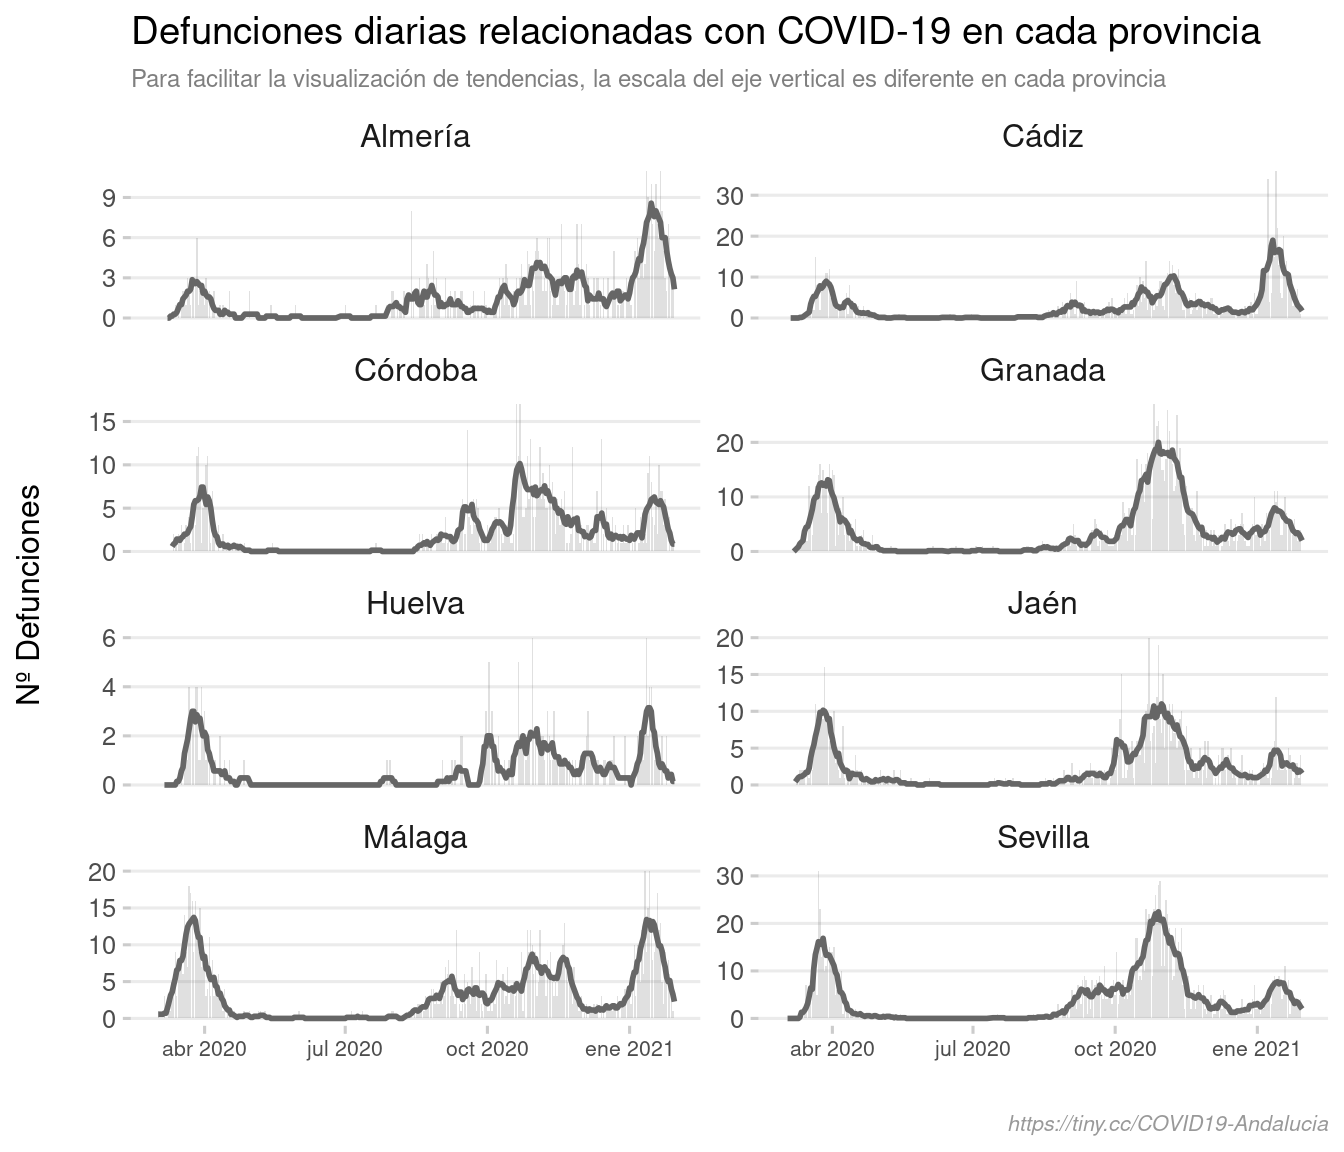 Defunciones diarias relacionadas con COVID-19 en cada provincia
Para facilitar la visualización de tendencias, la escala del eje vertical es diferente en cada provincia
Nº Defunciones
Almería
9
6
3
0
Cádiz
30
20
10
0
Córdoba
15
10
5
0
Granada
20
10
0
Huelva
6
4
2
0
Jaén
20
15
10
5
0
Málaga
20
15
10
5
0
abr 2020 jul 2020 oct 2020 ene 2021
Sevilla
30
20
10
0
abr 2020 jul 2020 oct 2020 ene 2021
https://tiny.cc/COVID19-Andalucia